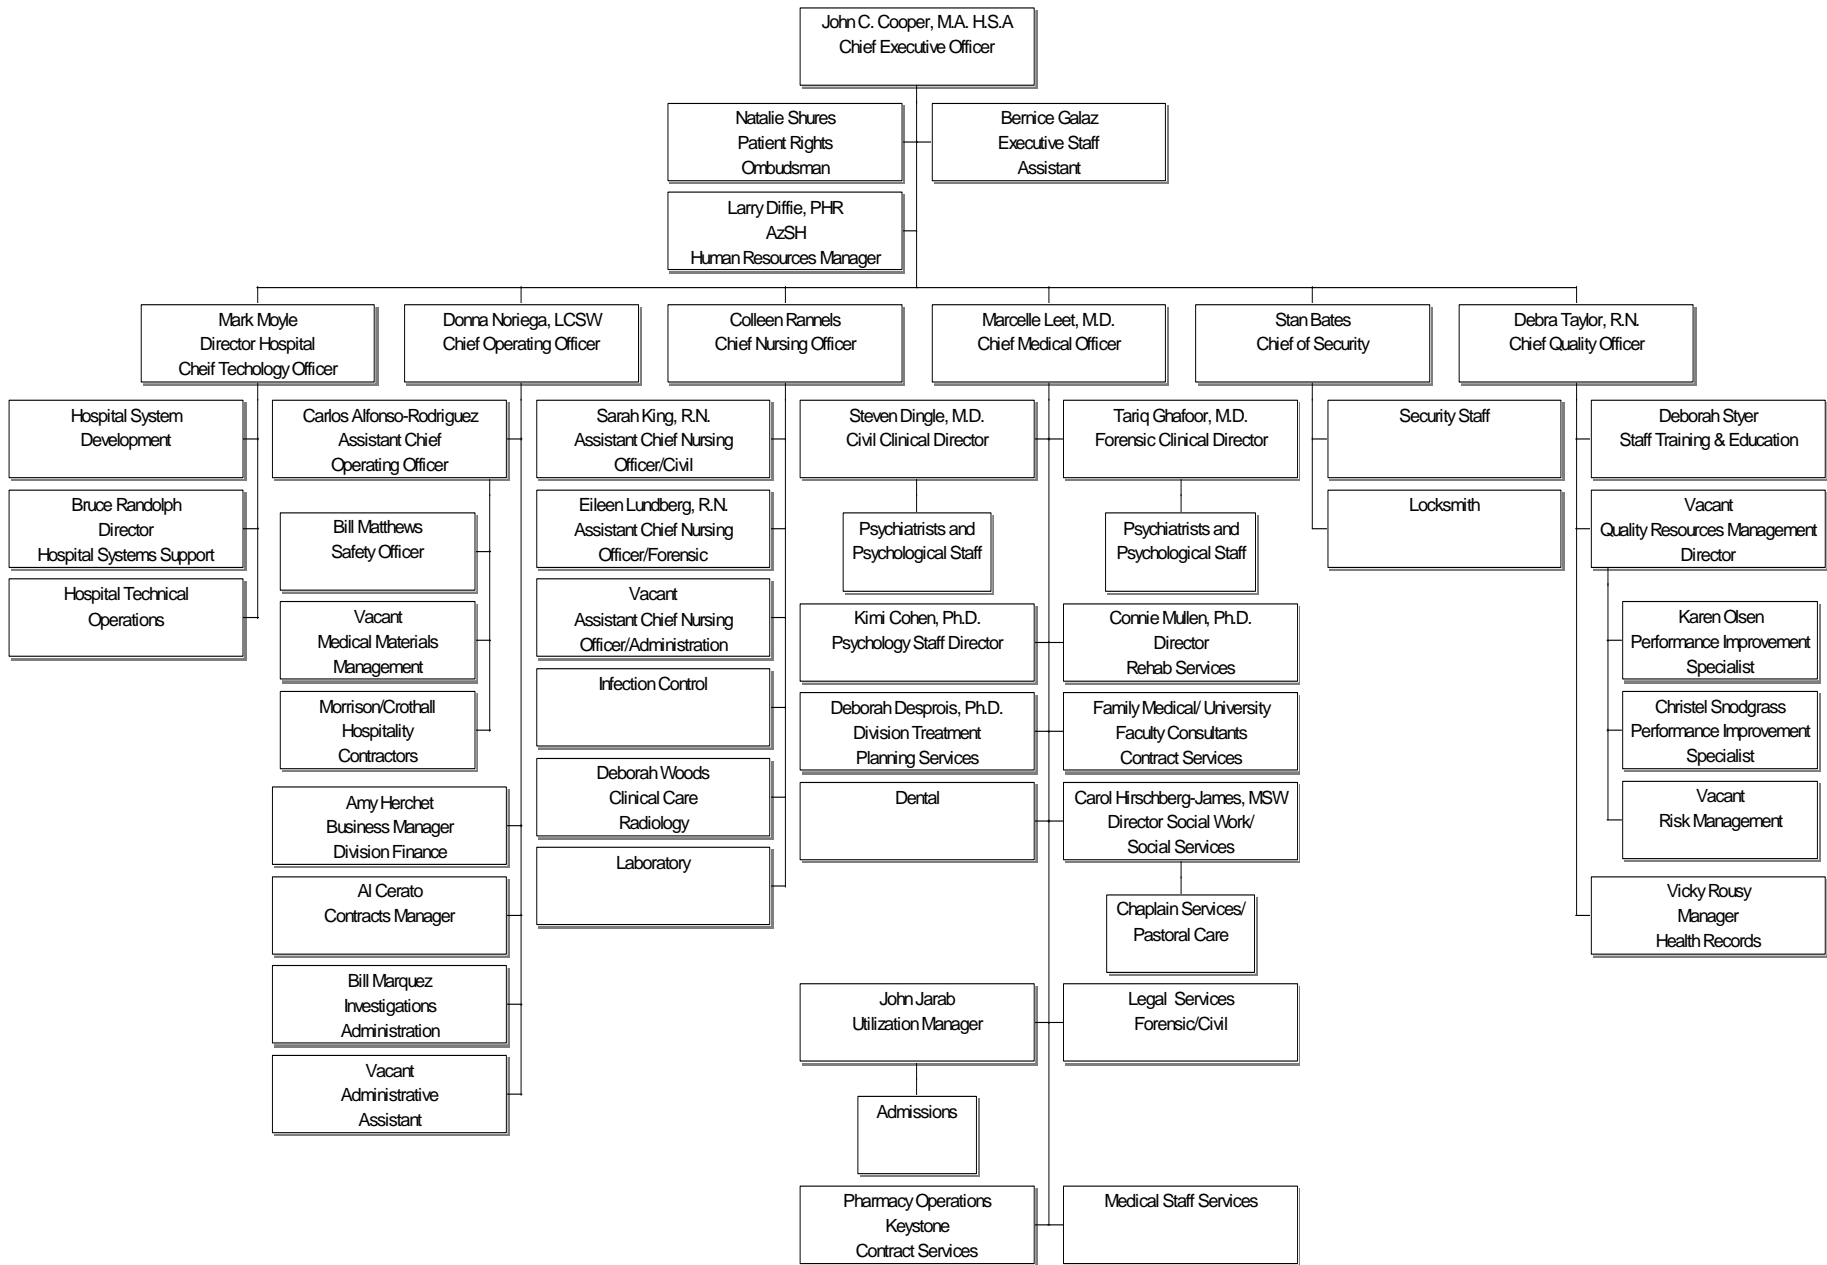 John C. Cooper, M.A. H.S.A
Chief Executive Officer
Natalie Shures
Patient Rights
Ombudsman
Bernice Galaz
Executive Staff
Assistant
Larry Diffie, PHR
AzSH
Human Resources Manager
Mark Moyle
Director Hospital
Cheif Techology Officer
Donna Noriega, LCSW
Chief Operating Officer
Colleen Rannels
Chief Nursing Officer
Marcelle Leet, M.D.
Chief Medical Officer
Stan Bates
Chief of Security
Debra Taylor, R.N.
Chief Quality Officer
Hospital System
Development
Bruce Randolph
Director
Hospital Systems Support
Hospital Technical
Operations
Carlos Alfonso-Rodriguez
Assistant Chief
Operating Officer
Bill Matthews
Safety Officer
Vacant
Medical Materials
Management
Morrison/Crothall
Hospitality
Contractors
Amy Herchet
Business Manager
Division Finance
Al Cerato
Contracts Manager
Bill Marquez
Investigations
Administration
Vacant
Administrative
Assistant
Sarah King, R.N.
Assistant Chief Nursing
Officer/Civil
Eileen Lundberg, R.N.
Assistant Chief Nursing
Officer/Forensic
Vacant
Assistant Chief Nursing
Officer/Administration
Infection Control
Deborah Woods
Clinical Care
Radiology
Laboratory
Steven Dingle, M.D.
Civil Clinical Director
Psychiatrists and
Psychological Staff
Tariq Ghafoor, M.D.
Forensic Clinical Director
Psychiatrists and
Psychological Staff
Kimi Cohen, Ph.D.
Psychology Staff Director
Connie Mullen, Ph.D.
Director
Rehab Services
Deborah Desprois, Ph.D.
Division Treatment
Planning Services
Family Medical/ University
Faculty Consultants
Contract Services
Dental
Carol Hirschberg-James, MSW
Director Social Work/
Social Services
Chaplain Services/
Pastoral Care
John Jarab
Utilization Manager
Legal Services
Forensic/Civil
Admissions
Pharmacy Operations
Keystone
Contract Services
Medical Staff Services
Security Staff
Locksmith
Deborah Styer
Staff Training & Education
Vacant
Quality Resources Management
Director
Karen Olsen
Performance Improvement
Specialist
Christel Snodgrass
Performance Improvement
Specialist
Vacant
Risk Management
Vicky Rousy
Manager
Health Records